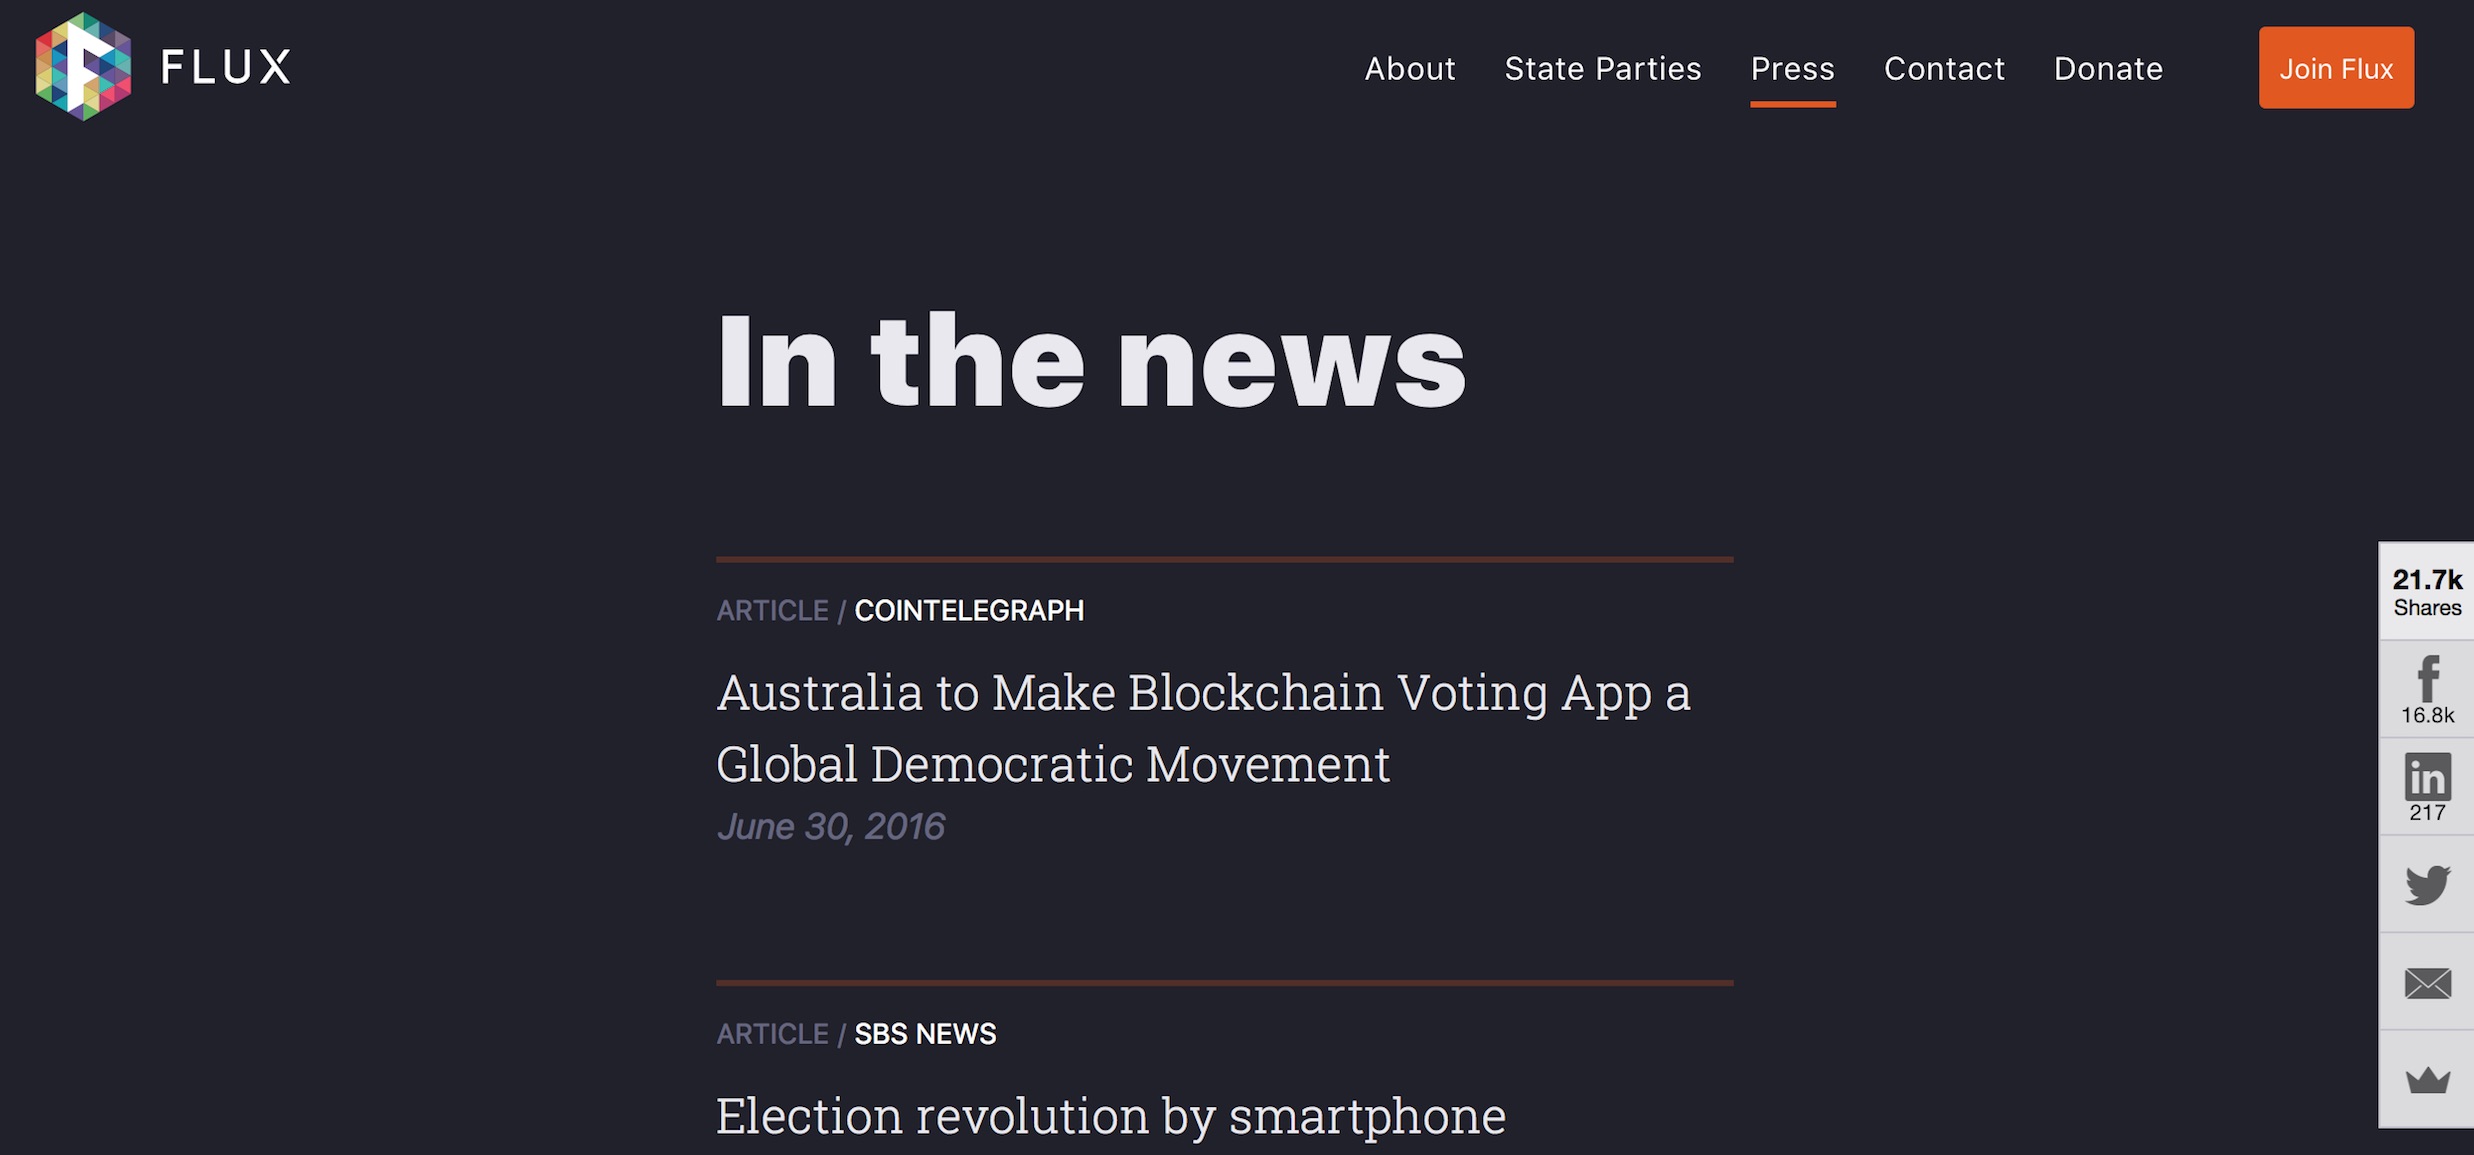 FLUX
About State Parties Press Contact Donate Join Flux
In the news
ARTICLE / COINTELEGRAPH
Australia to Make Blockchain Voting App a
Global Democratic Movement
June 30, 2016
ARTICLE / SBS NEWS
Election revolution by smartphone
21.7k
Shares
16.8k
in
217